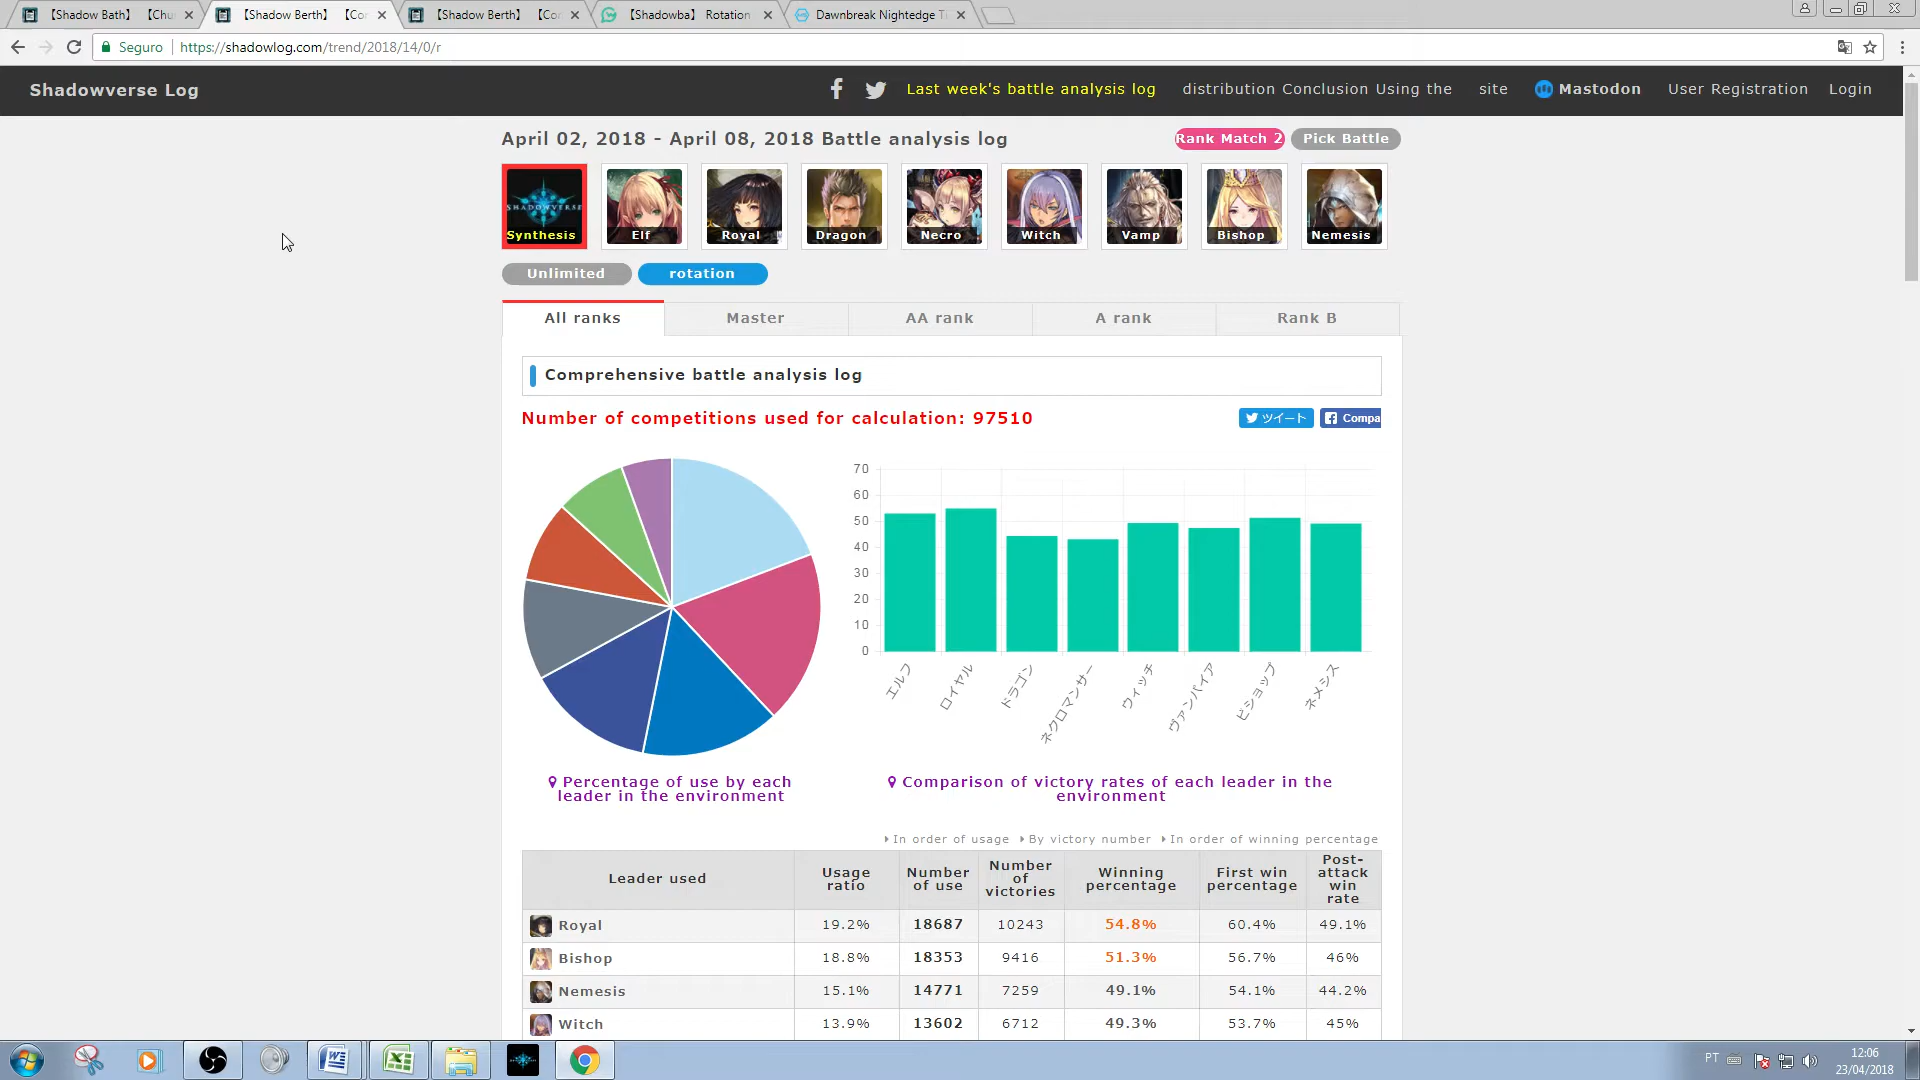 【Shadow Bath】 【Chu
【Shadow Berth】 【Co
【Shadow Berth】 【Co
【Shadowba】 Rotation
Dawnbreak Nightedge T
Seguro
https://shadowlog.com/trend/2018/14/0/r
Shadowverse Log
Last week's battle analysis log
distribution Conclusion Using the
site
Mastodon
User Registration
Login
April 02, 2018 - April 08, 2018 Battle analysis log
Rank Match 2
Pick Battle
SHADOWVERSE
Synthesis
Elf
Royal
Dragon
Necro
Witch
Vamp
Bishop
Nemesis
Unlimited
rotation
All ranks
Master
AA rank
A rank
Rank B
Comprehensive battle analysis log
Number of competitions used for calculation: 97510
ツイート
Compa
70
60
50
40
30
20
10
0
エルフ
ロイヤル
ドラゴン
ネクロマンサー
ウィッチ
ヴァンパイア
ビショップ
ネメシス
Percentage of use by each
leader in the environment
Comparison of victory rates of each leader in the
environment
In order of usage
By victory number
In order of winning percentage
Leader used
Usage
ratio
Number
of use
Number
of
victories
Winning
percentage
First win
percentage
Post-
attack
win
rate
Royal 19.2% 18687 10243 54.8% 60.4% 49.1%
Bishop 18.8% 18353 9416 51.3% 56.7% 46%
Nemesis 15.1% 14771 7259 49.1% 54.1% 44.2%
Witch 13.9% 13602 6712 49.3% 53.7% 45%
PT
12:06
23/04/2018